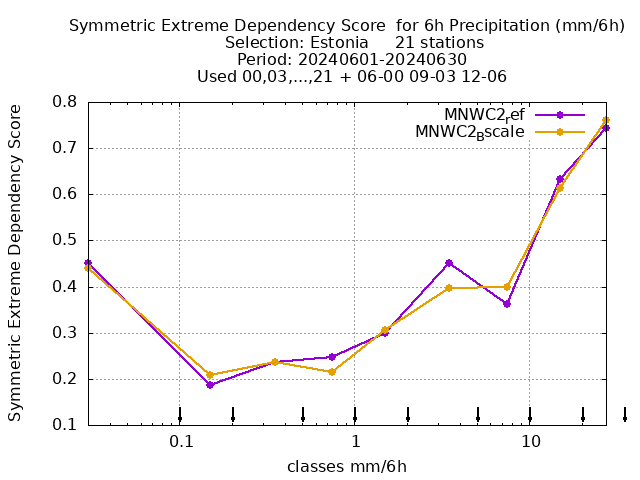 Symmetric Extreme Dependency Score  for 6h Precipitation (mm/6h)
Selection: Estonia     21 stations
Period: 20240601-20240630
Used 00,03,...,21 + 06-00 09-03 12-06
MNWC2ref
MNWC2Bscale
0.8
0.7
0.6
0.5
0.4
0.3
0.2
0.1
Symmetric Extreme Dependency Score
0.1
1
10
classes mm/6h